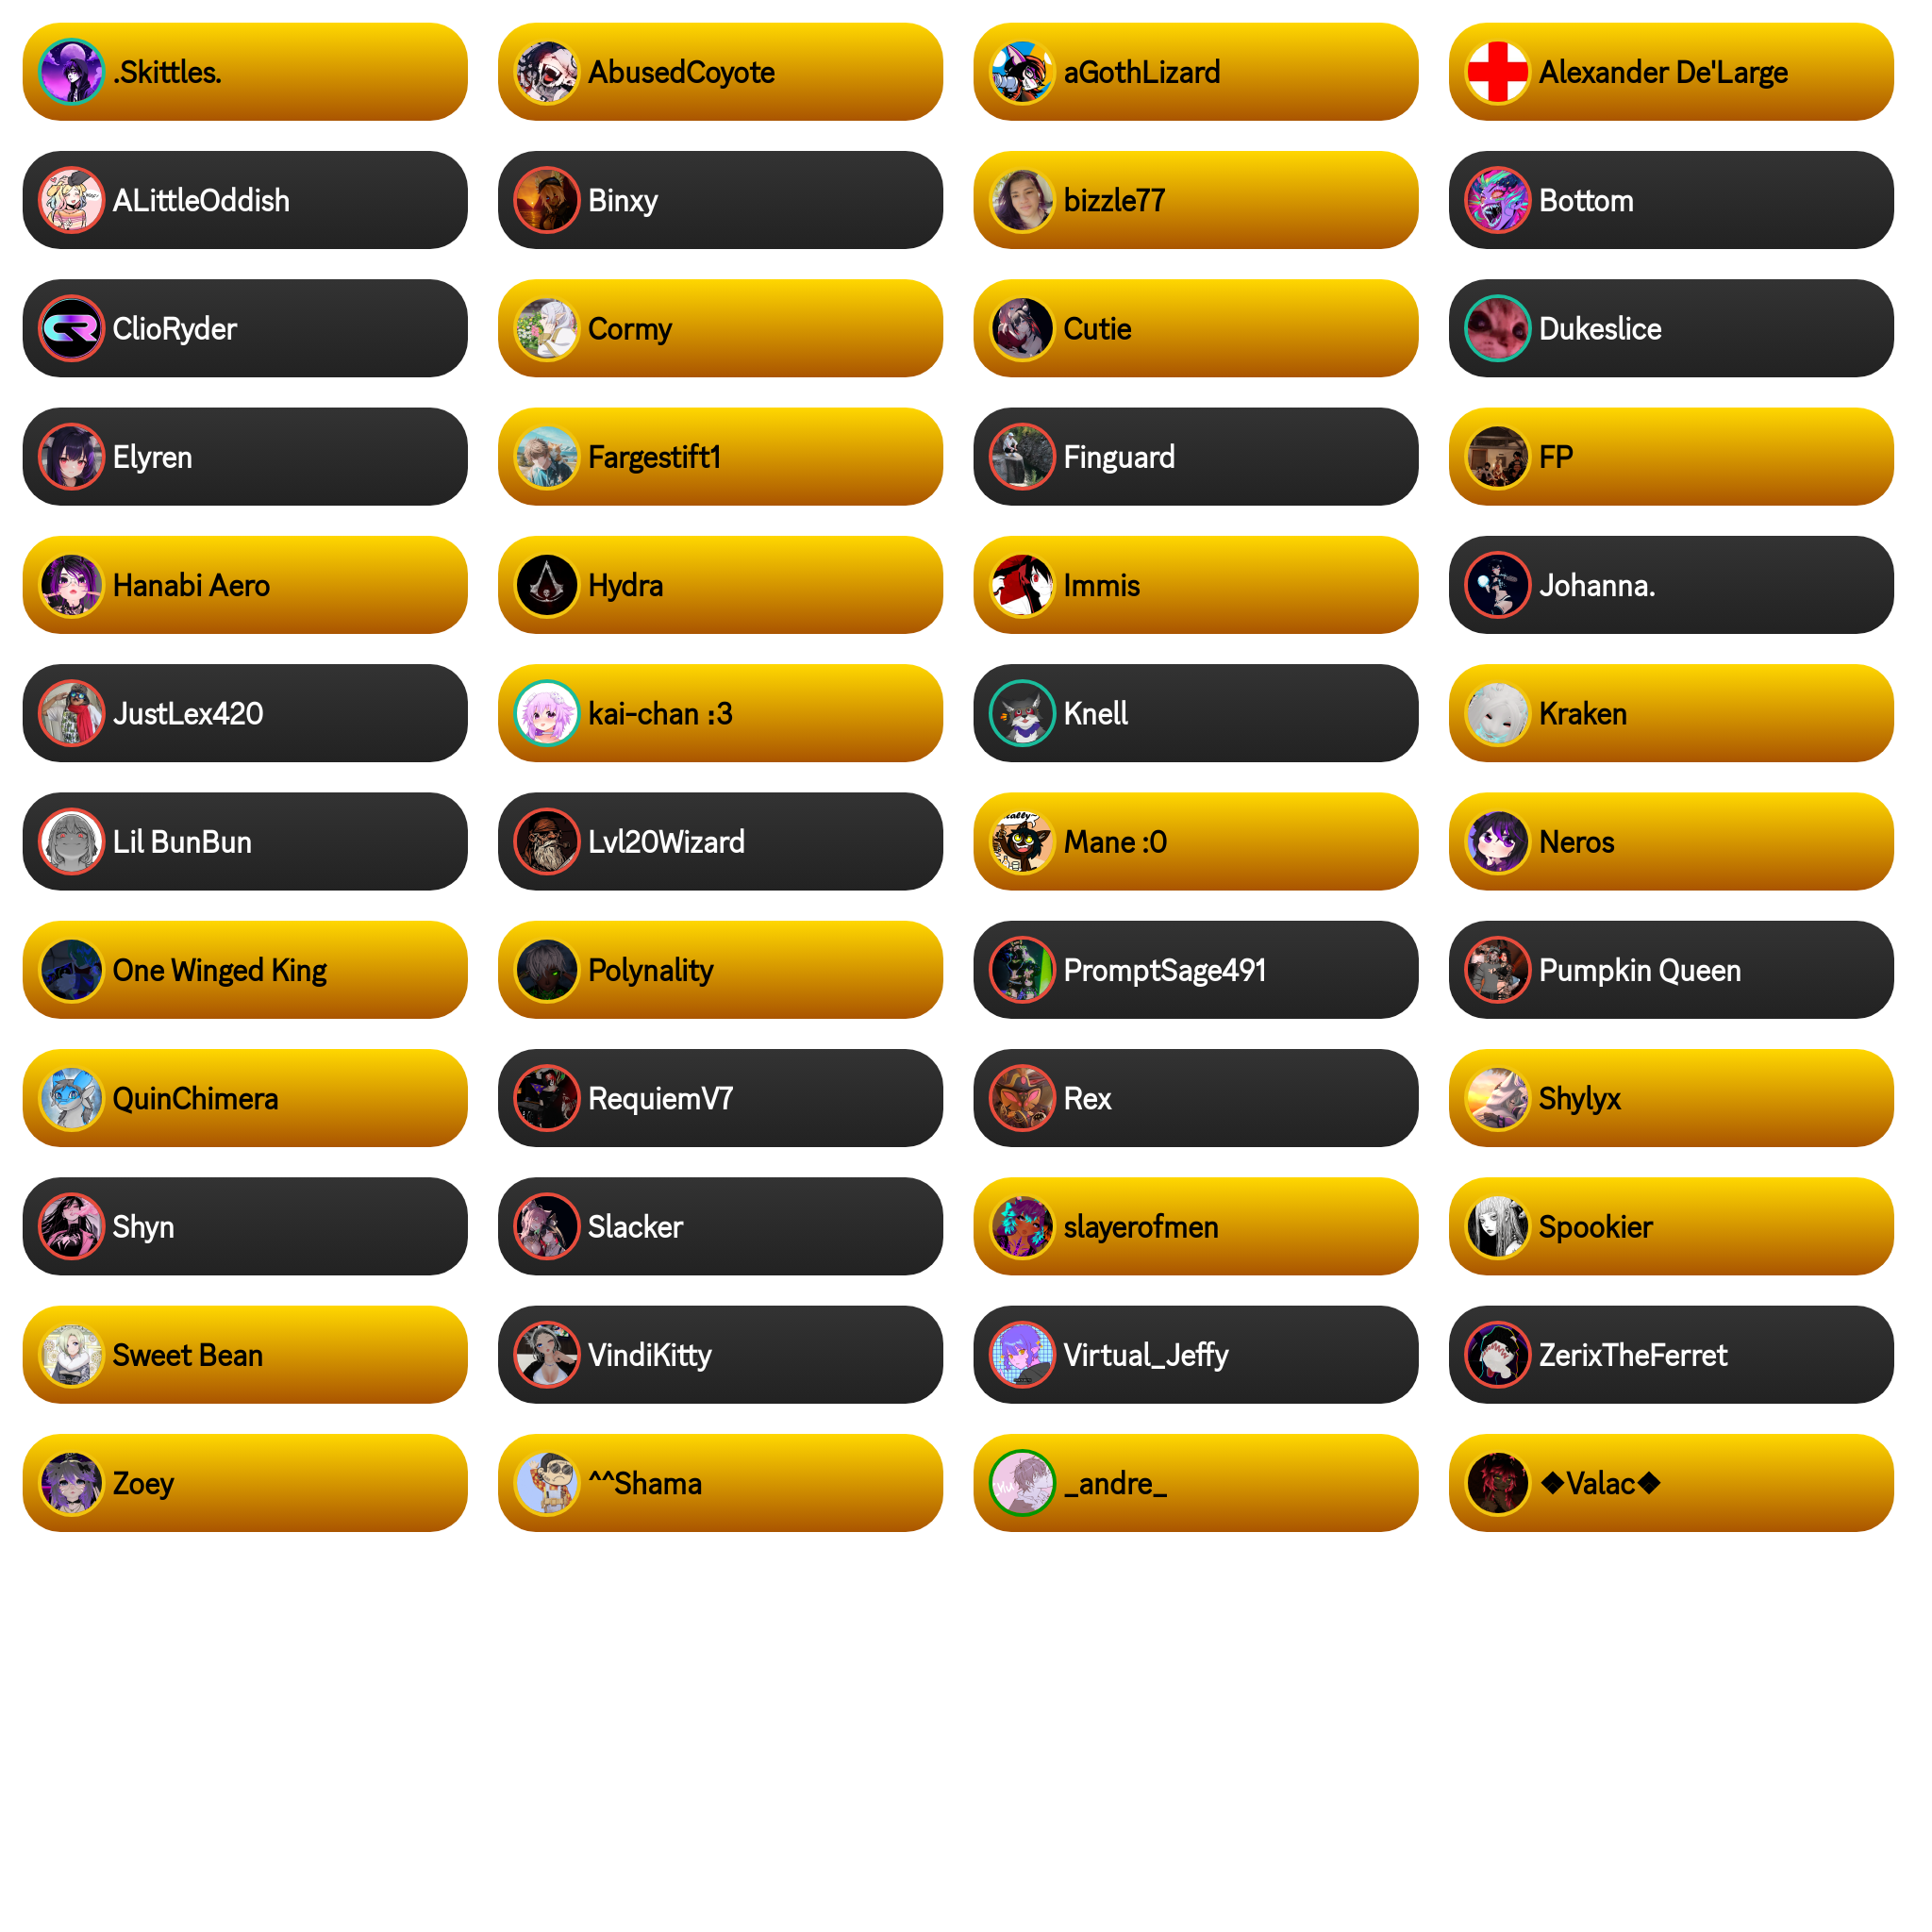 .Skittles.
AbusedCoyote
aGothLizard
Alexander De'Large
ALittleOddish
Binxy
bizzle77
Bottom
ClioRyder
Cormy
Cutie
Dukeslice
Elyren
Fargestift1
Finguard
FP
Hanabi Aero
Hydra
Immis
Johanna.
JustLex420
kai-chan :3
Knell
Kraken
Lil BunBun
Lvl20Wizard
Mane :0
Neros
One Winged King
Polynality
PromptSage491
Pumpkin Queen
QuinChimera
RequiemV7
Rex
Shylyx
Shyn
Slacker
slayerofmen
Spookier
Sweet Bean
VindiKitty
Virtual_Jeffy
ZerixTheFerret
Zoey
^^Shama
_andre_
❖Valac❖